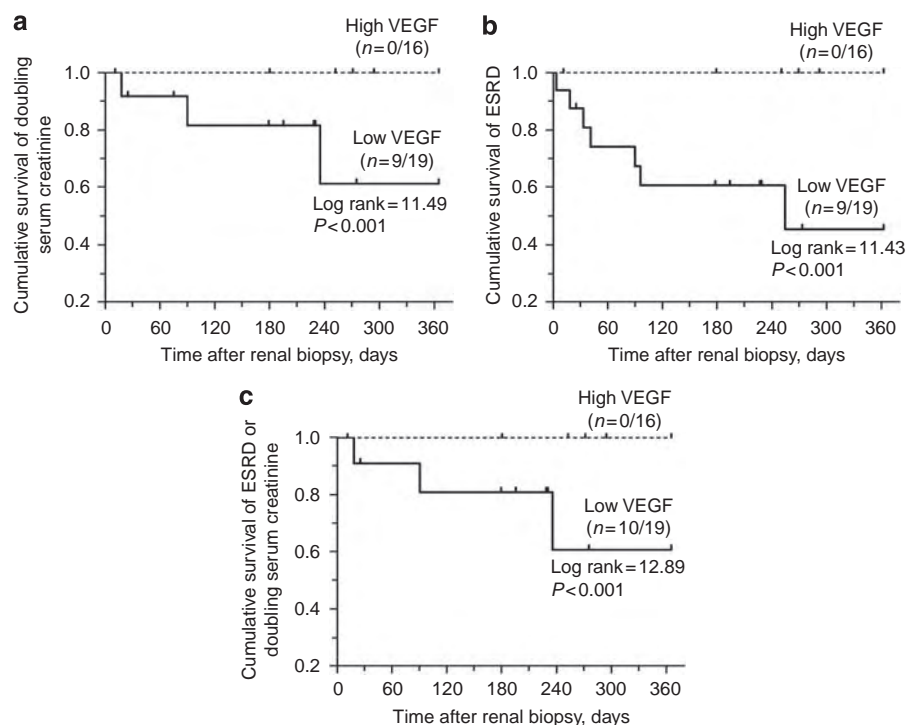 a
High VEGF
(n=0/16)
Cumulative survival of doubling
serum creatinine
1.0
0.8
0.6
0.4
0.2
Low VEGF
(n=9/19)
Log rank=11.49
P<0.001
0 60 120 180 240 300 360
Time after renal biopsy, days
b
High VEGF
(n=0/16)
Cumulative survival of ESRD
1.0
0.8
0.6
0.4
0.2
Low VEGF
(n=9/19)
Log rank=11.43
P<0.001
0 60 120 180 240 300 360
Time after renal biopsy, days
c
High VEGF
(n=0/16)
Cumulative survival of ESRD or
doubling serum creatinine
1.0
0.8
0.6
0.4
0.2
Low VEGF
(n=10/19)
Log rank=12.89
P<0.001
0 60 120 180 240 300 360
Time after renal biopsy, days